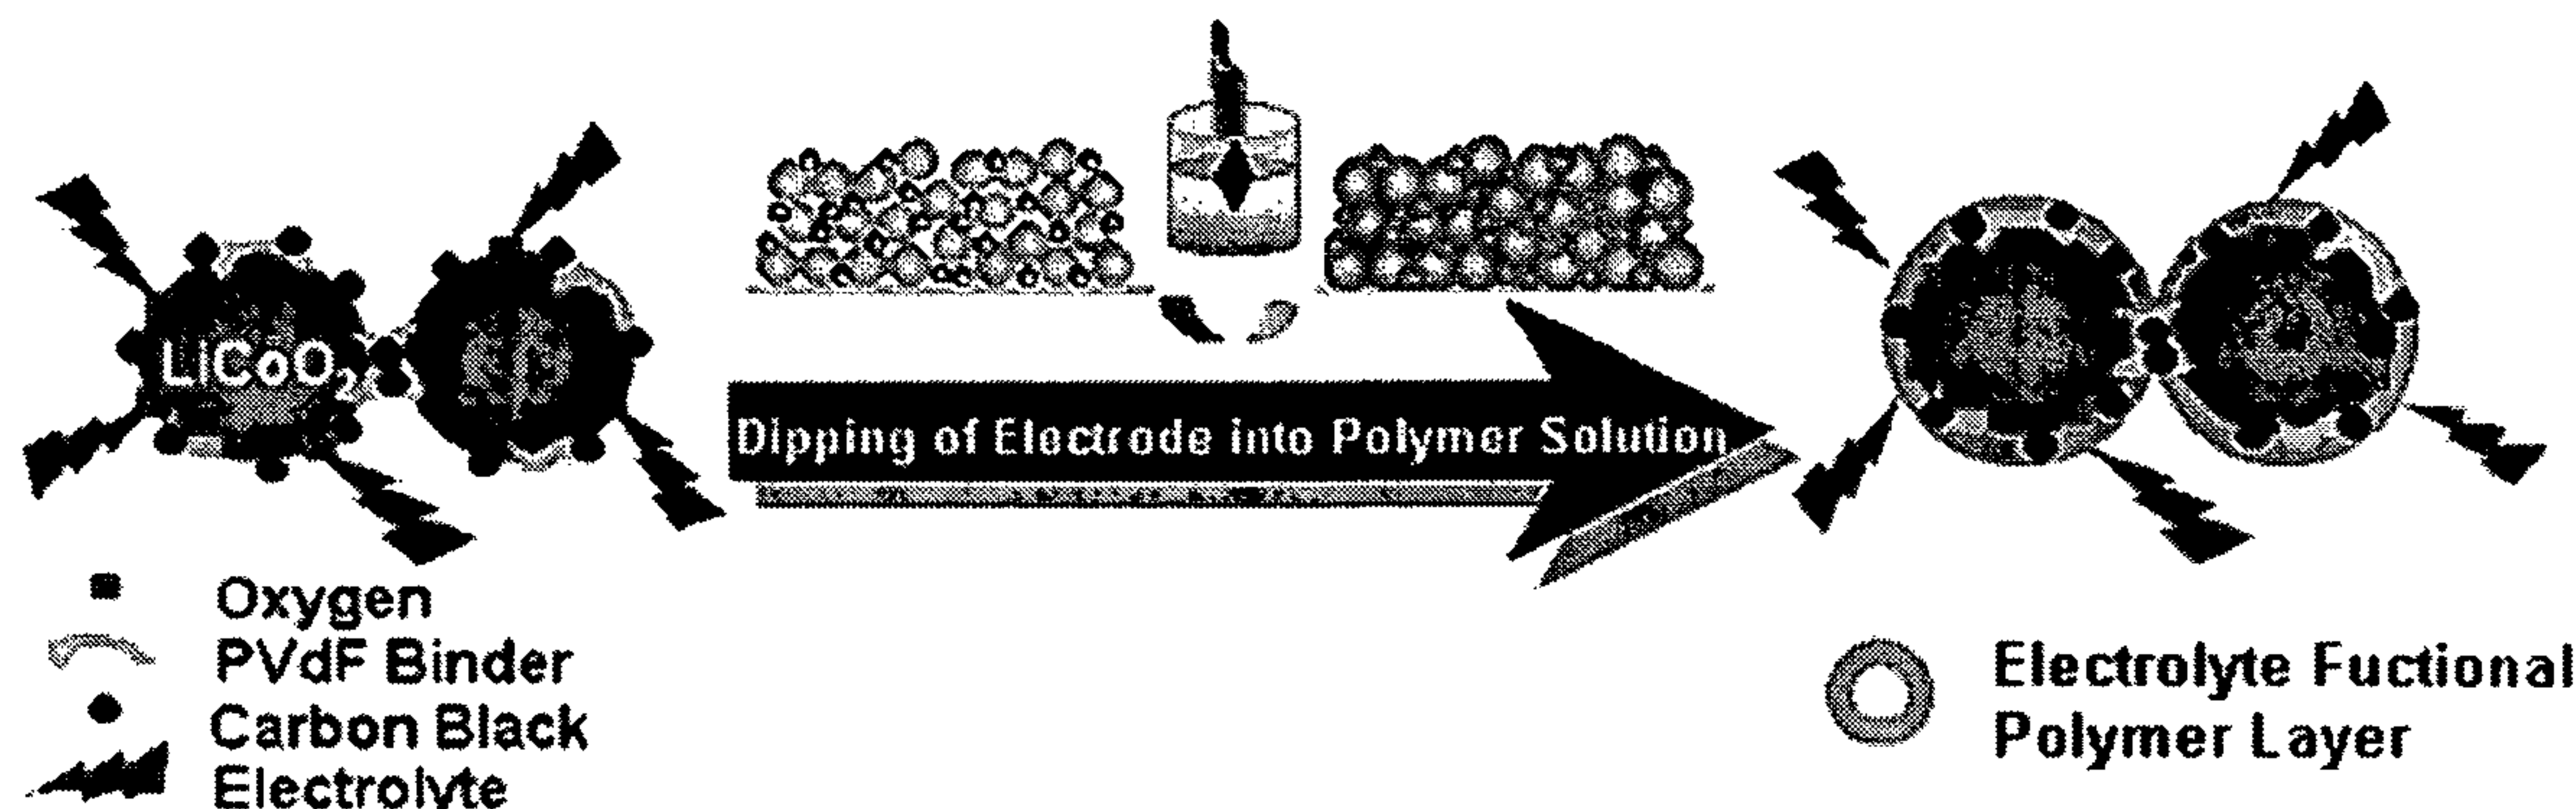 LiCoO2
Dipping of Electrode into Polymer Solution
Oxygen
PVdF Binder
Carbon Black
Electrolyte
Electrolyte Fuctional
Polymer Layer